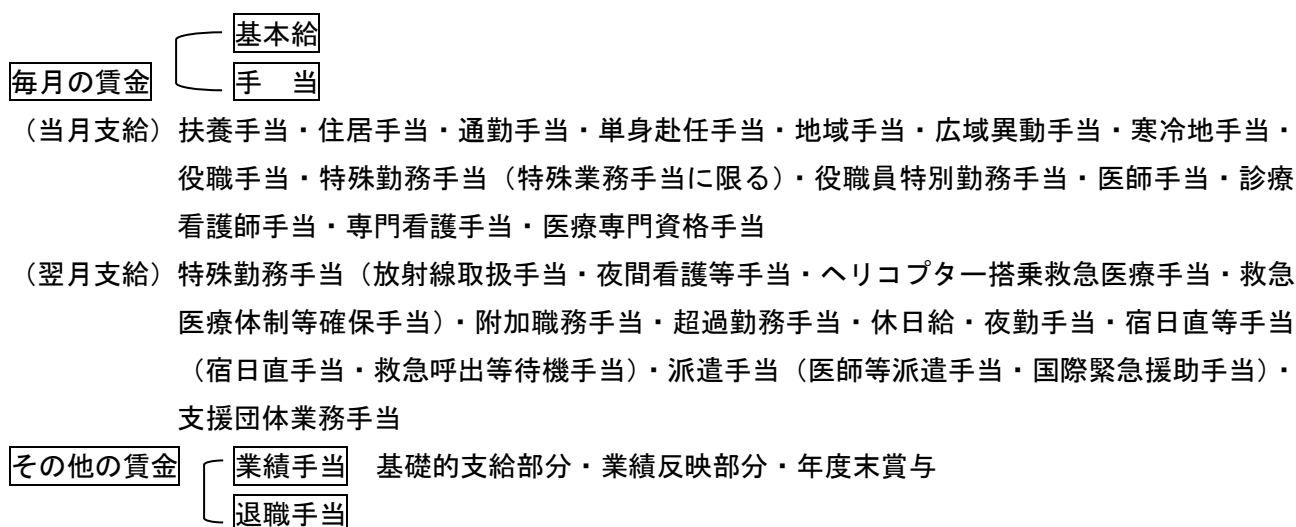 基本給
毎月の賃金
手　当
（当月支給）扶養手当・住居手当・通勤手当・単身赴任手当・地域手当・広域異動手当・寒冷地手当・
役職手当・特殊勤務手当（特殊業務手当に限る）・役職員特別勤務手当・医師手当・診療
看護師手当・専門看護手当・医療専門資格手当
（翌月支給）特殊勤務手当（放射線取扱手当・夜間看護等手当・ヘリコプター搭乗救急医療手当・救急
医療体制等確保手当）・附加職務手当・超過勤務手当・休日給・夜勤手当・宿日直等手当
（宿日直手当・救急呼出等待機手当）・派遣手当（医師等派遣手当・国際緊急援助手当）・
支援団体業務手当
その他の賃金　業績手当　基礎的支給部分・業績反映部分・年度末賞与
退職手当